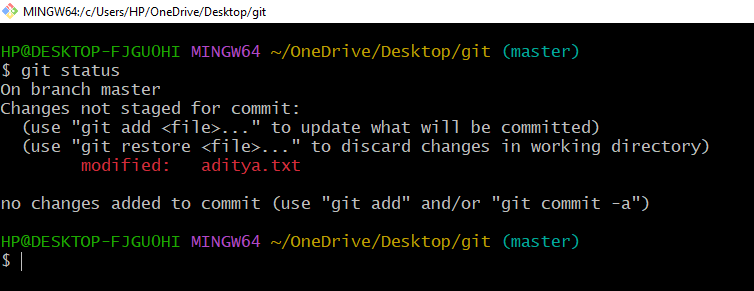 MINGW64:/c/Users/HP/OneDrive/Desktop/git
HP@DESKTOP-FJGUOHI MINGW64 ~/OneDrive/Desktop/git (master)
$ git status
On branch master
Changes not staged for commit:
  (use "git add <file>..." to update what will be committed)
  (use "git restore <file>..." to discard changes in working directory)
        modified:   aditya.txt
no changes added to commit (use "git add" and/or "git commit -a")
HP@DESKTOP-FJGUOHI MINGW64 ~/OneDrive/Desktop/git (master)
$